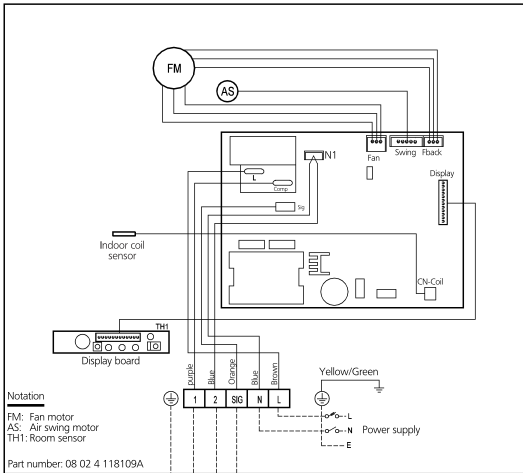 FM
AS
N1
Fan
Swing
Fback
L
Comp
Sig
Display
Indoor coil
sensor
CN-Coil
TH1
Display board
purple
Blue
Orange
Blue
Brown
Yellow/Green
1
2
SIG
N
L
L
N
E
Power supply
Notation
FM: Fan motor
AS: Air swing motor
TH1: Room sensor
Part number: 08 02 4 118109A